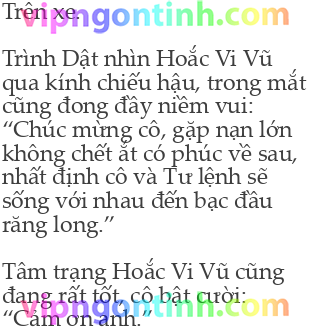 Trên xe.
vipngontinh.com
Trình Dật nhìn Hoắc Vi Vũ
qua kính chiếu hậu, trong mắt
cũng đong đầy niềm vui:
“Chúc mừng cô, gặp nạn lớn
không chết ắt có phúc về sau,
nhất định cô và Tư lệnh sẽ
sống với nhau đến bạc đầu
răng long.”
Tâm trạng Hoắc Vi Vũ cũng
đang rất tốt, cô bật cười:
vipngontinh.com
“Cảm ơn anh.”